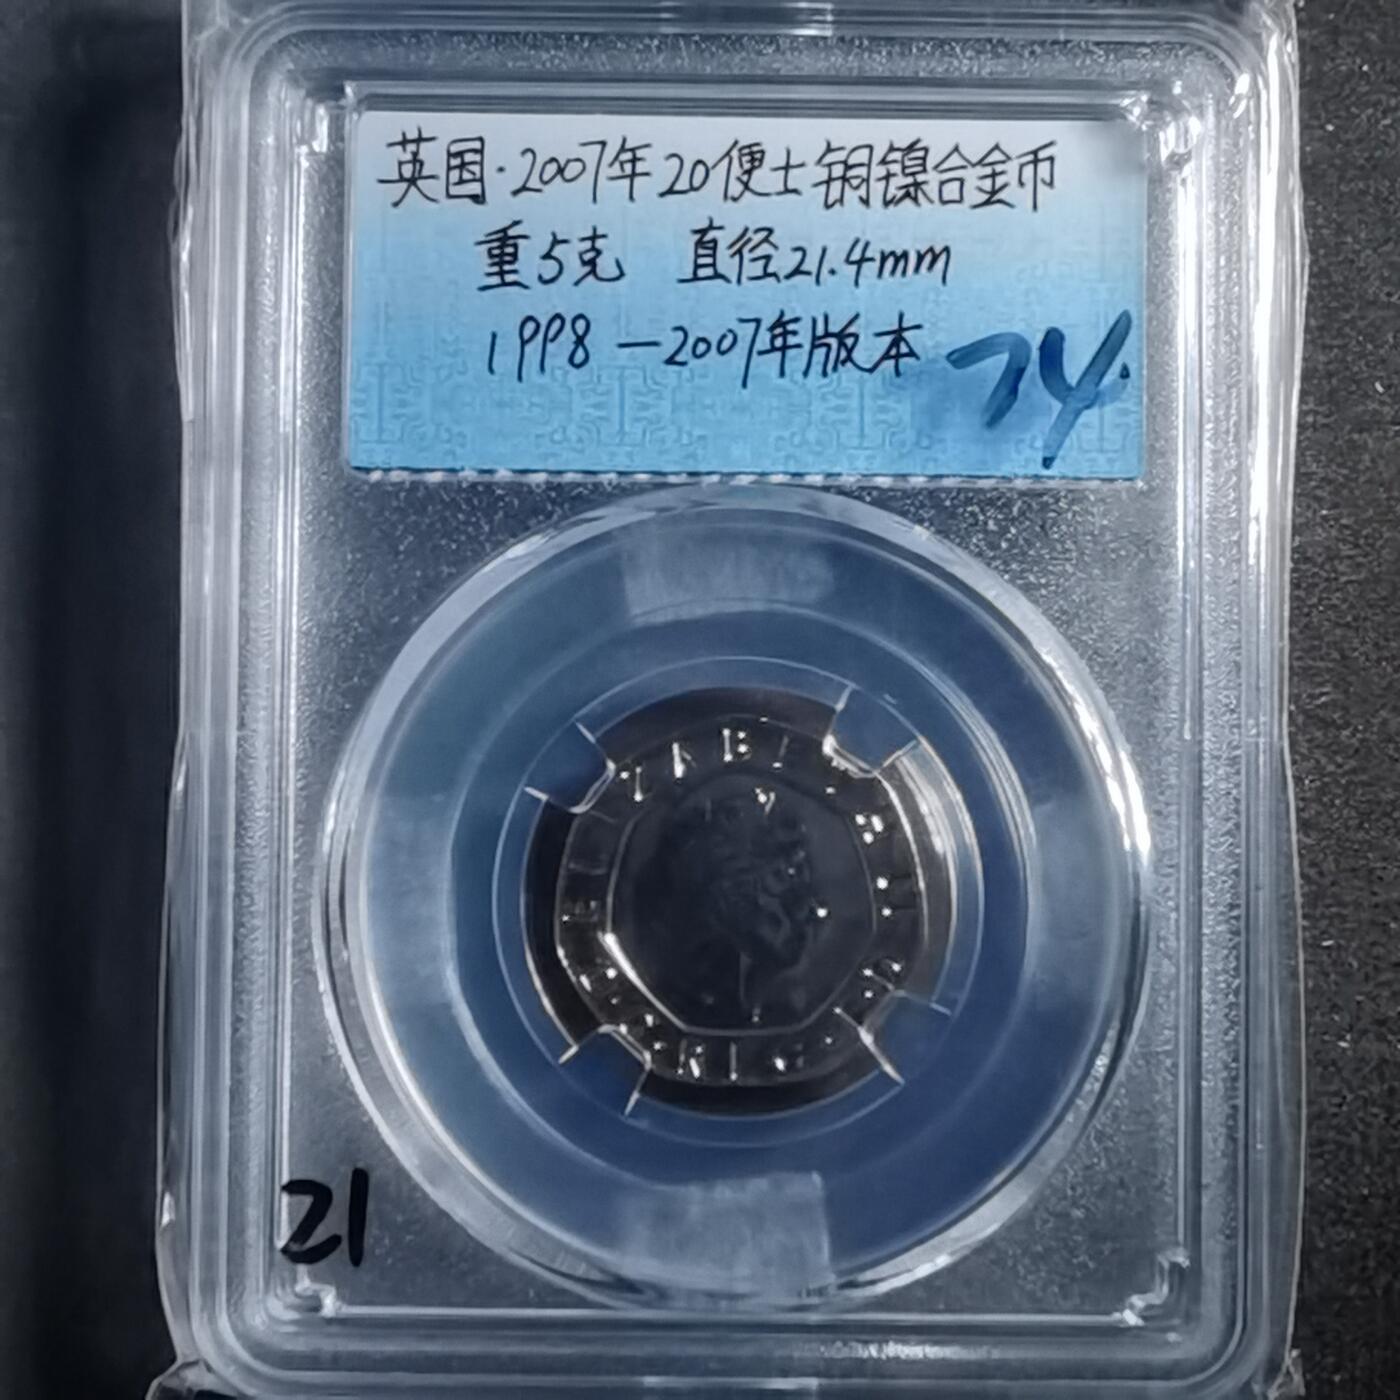 英国·2007年20便士铜镍合金币
重5克 直径21.4mm
1998—2007年版本
74.
21